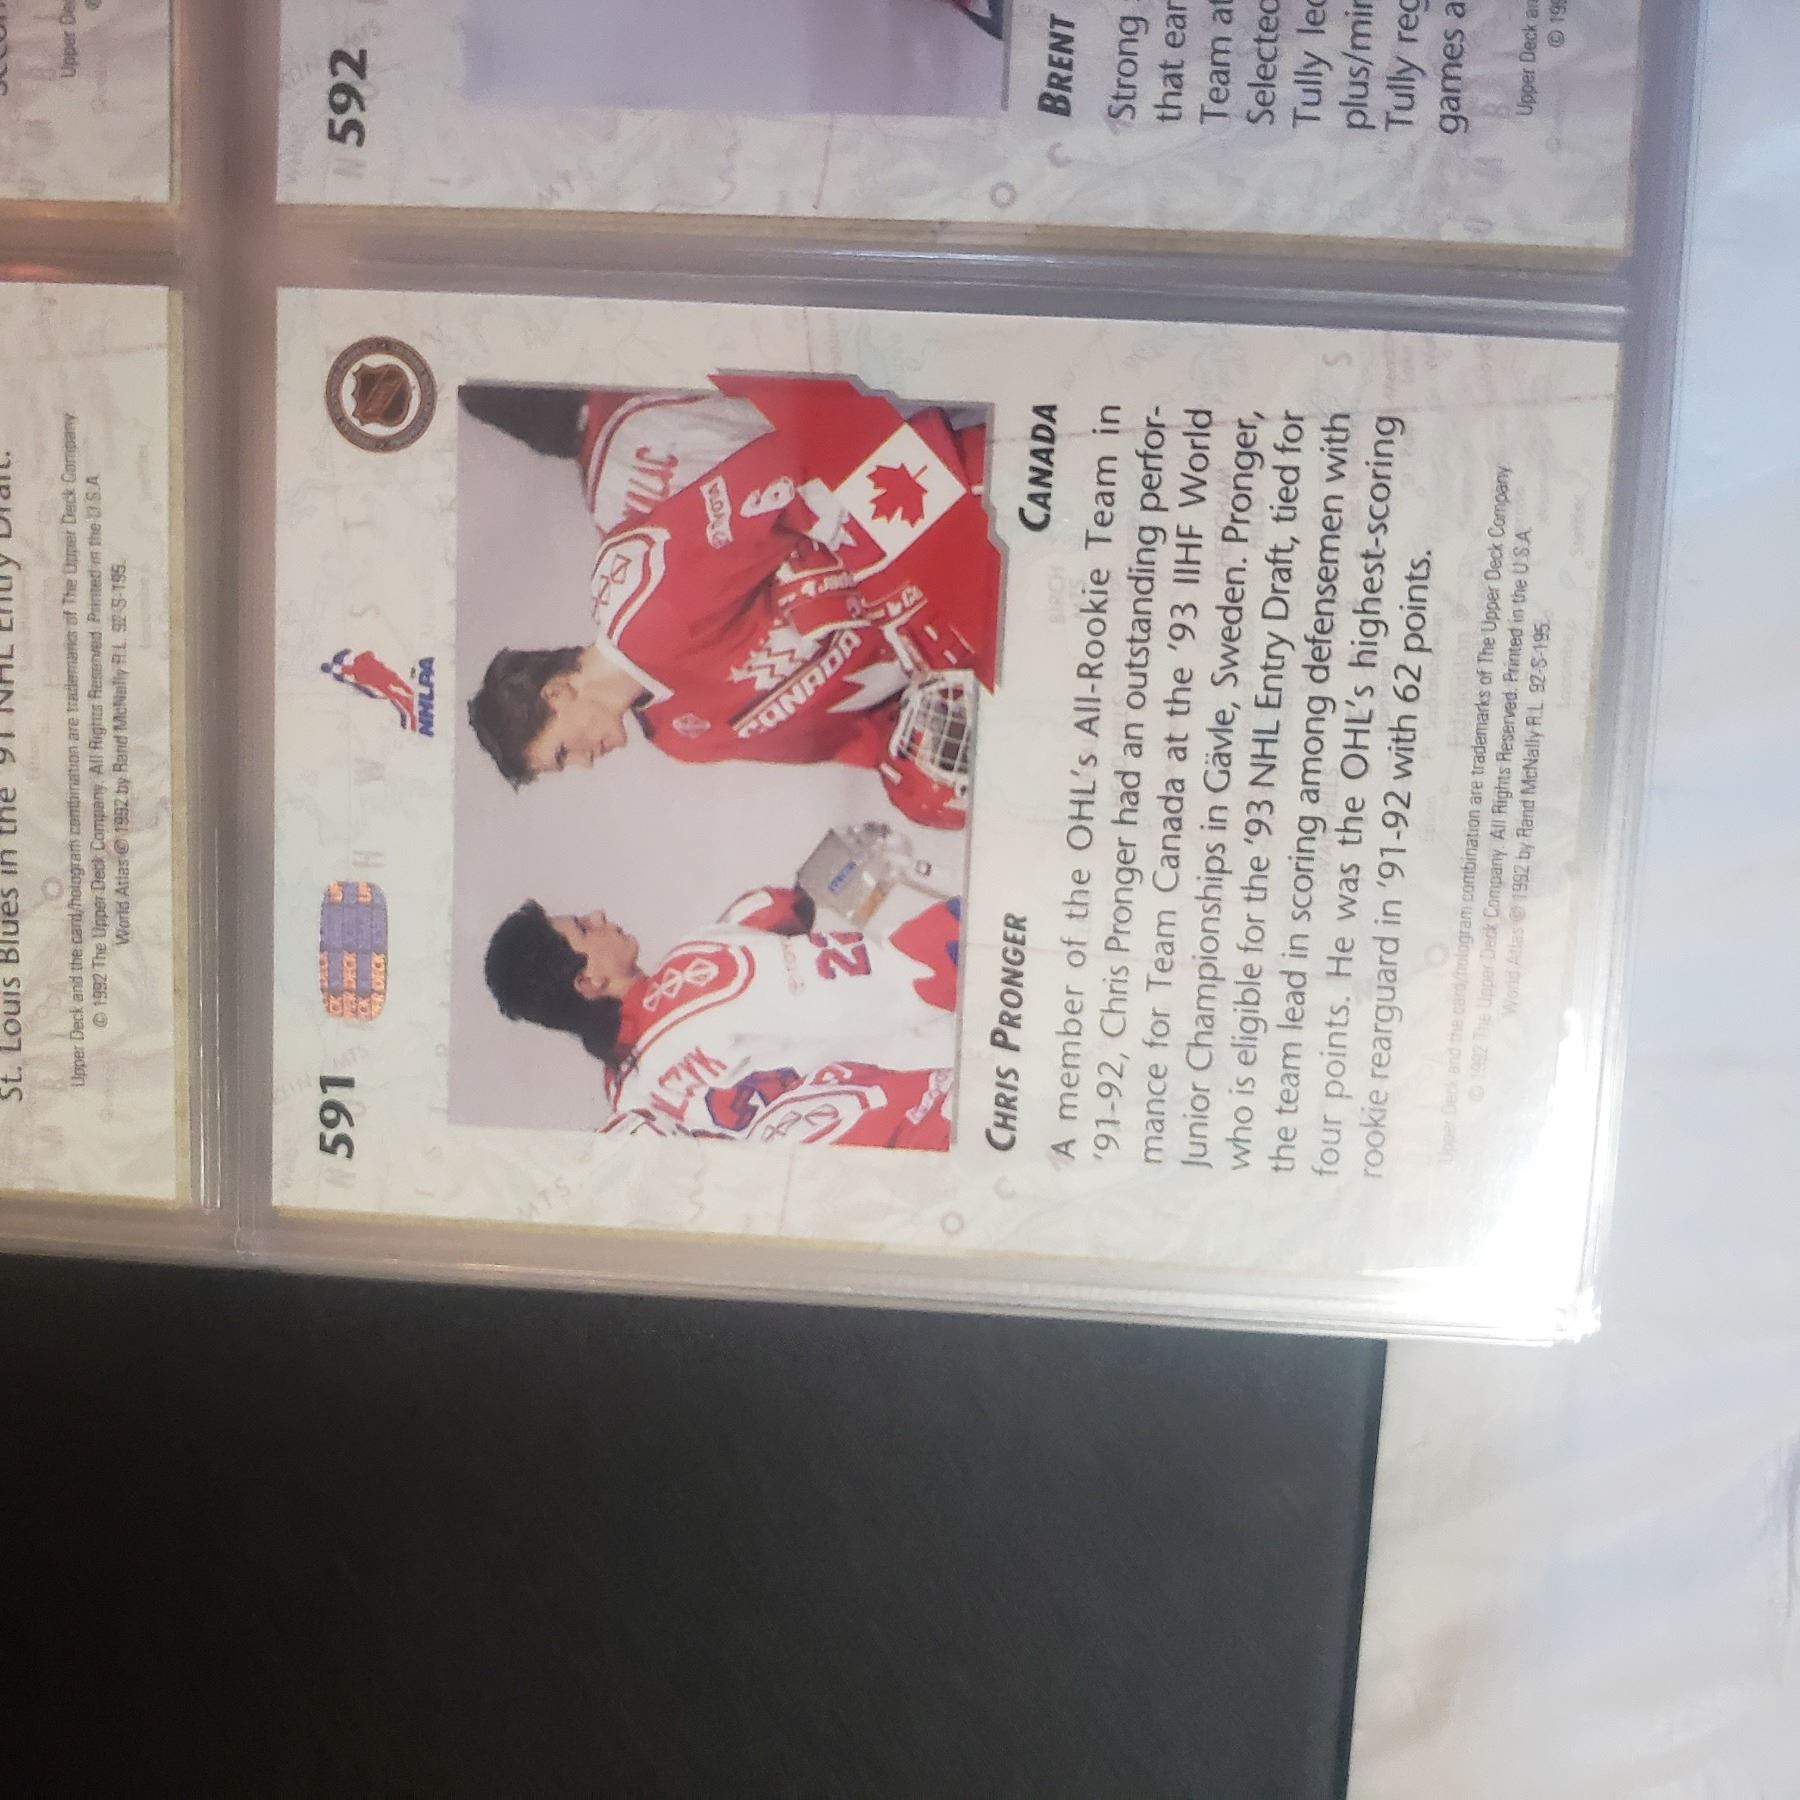 St. Louis Blues in the '91 NHL Entry Draft.
Upper Deck and the card/hologram combination are trademarks of The Upper Deck Company
© 1992 The Upper Deck Company. All Rights Reserved. Printed in the U.S.A
World Atlas © 1992 by Rand McNally R.L. 92-S-195.
591
NHLPA
CANADA
6
22
CHRIS PRONGER CANADA
A member of the OHL's All-Rookie Team in
'91-92, Chris Pronger had an outstanding perfor-
mance for Team Canada at the '93 IIHF World
Junior Championships in Gävle, Sweden. Pronger,
who is eligible for the '93 NHL Entry Draft, tied for
the team lead in scoring among defensemen with
four points. He was the OHL's highest-scoring
rookie rearguard in '91-92 with 62 points.
Upper Deck and the card/hologram combination are trademarks of The Upper Deck Company
© 1992 The Upper Deck Company. All Rights Reserved. Printed in the U.S.A
World Atlas © 1992 by Rand McNally R.L. 92-S-195.
592
BRENT
Strong
that ear
Team at
Selected
Tully led
plus/min
Tully reg
games a
Upper Deck an
© 199